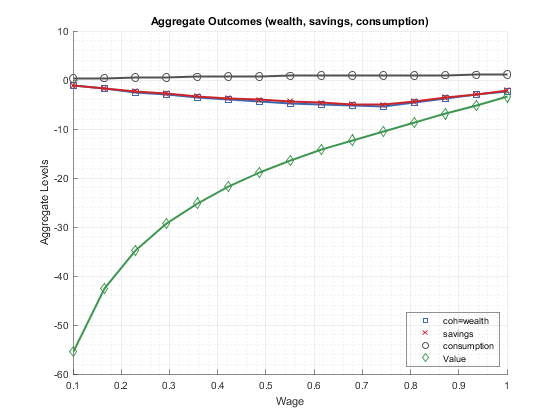 Aggregate Outcomes (wealth, savings, consumption)
10
0
-10
-20
-30
-40
-50
-60
Aggregate Levels
0.1
0.2
0.3
0.4
0.5
0.6
0.7
0.8
0.9
1
Wage
coh=wealth
savings
consumption
Value